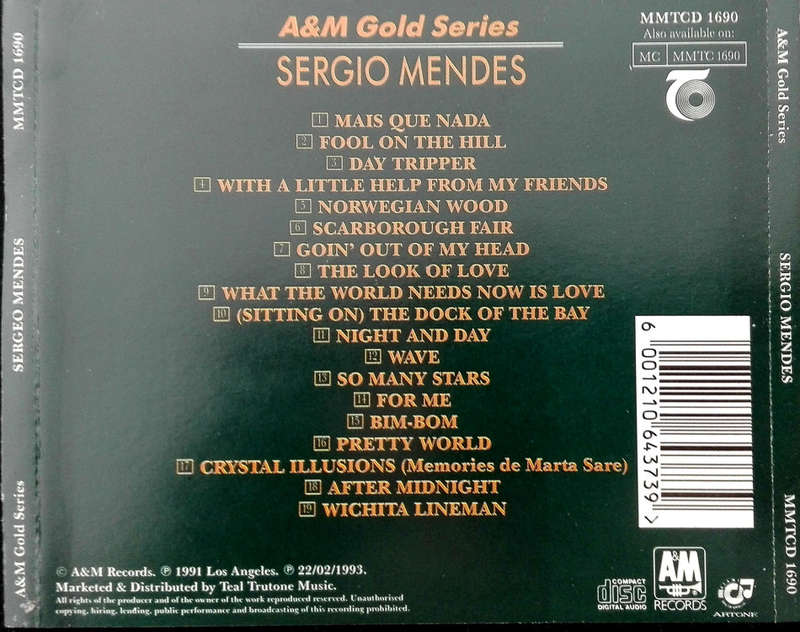 A&M Gold Series
SERGIO MENDES
MMTCD 1690
Also available on:
MC MMTC 1690
1 MAIS QUE NADA
2 FOOL ON THE HILL
3 DAY TRIPPER
4 WITH A LITTLE HELP FROM MY FRIENDS
5 NORWEGIAN WOOD
6 SCARBOROUGH FAIR
7 GOIN' OUT OF MY HEAD
8 THE LOOK OF LOVE
9 WHAT THE WORLD NEEDS NOW IS LOVE
10 (SITTING ON) THE DOCK OF THE BAY
11 NIGHT AND DAY
12 WAVE
13 SO MANY STARS
14 FOR ME
15 BIM-BOM
16 PRETTY WORLD
17 CRYSTAL ILLUSIONS (Memories de Marta Sare)
18 AFTER MIDNIGHT
19 WICHITA LINEMAN
© A&M Records. ℗ 1991 Los Angeles. ℗ 22/02/1993.
Marketed & Distributed by Teal Trutone Music.
All rights of the producer and of the owner of the work reproduced reserved. Unauthorised
copying, hiring, lending, public performance and broadcasting of this recording prohibited.
6 001210 643739 >
COMPACT
disc
DIGITAL AUDIO
A&M
RECORDS
ARTONE
MMTCD 1690
SERGEO MENDES
A&M Gold Series
A&M Gold Series
SERGIO MENDES
MMTCD 1690